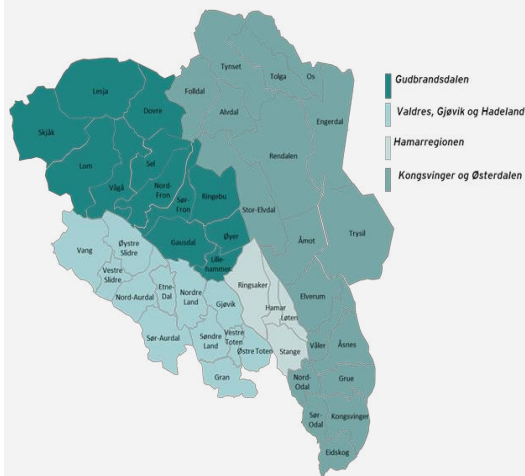 Tynset
Tolga
Os
Folldal
Alvdal
Engerdal
Rendalen
Stor-Elvdal
Trysil
Åmot
Elverum
Våler
Åsnes
Nord-
Odal
Grue
Sør-
Odal
Kongsvinger
Eidskog
Lesja
Dovre
Skjåk
Lom
Vågå
Sel
Nord-
Fron
Sør-
Fron
Ringebu
Gausdal
Øyer
Lille-
hammer
Vang
Øystre
Slidre
Vestre
Slidre
Nord-Aurdal
Etne-
Dal
Nordre
Land
Gjøvik
Sør-Aurdal
Søndre
Land
Vestre
Toten
Østre Toten
Gran
Ringsaker
Hamar
Løten
Stange
Gudbrandsdalen
Valdres, Gjøvik og Hadeland
Hamarregionen
Kongsvinger og Østerdalen